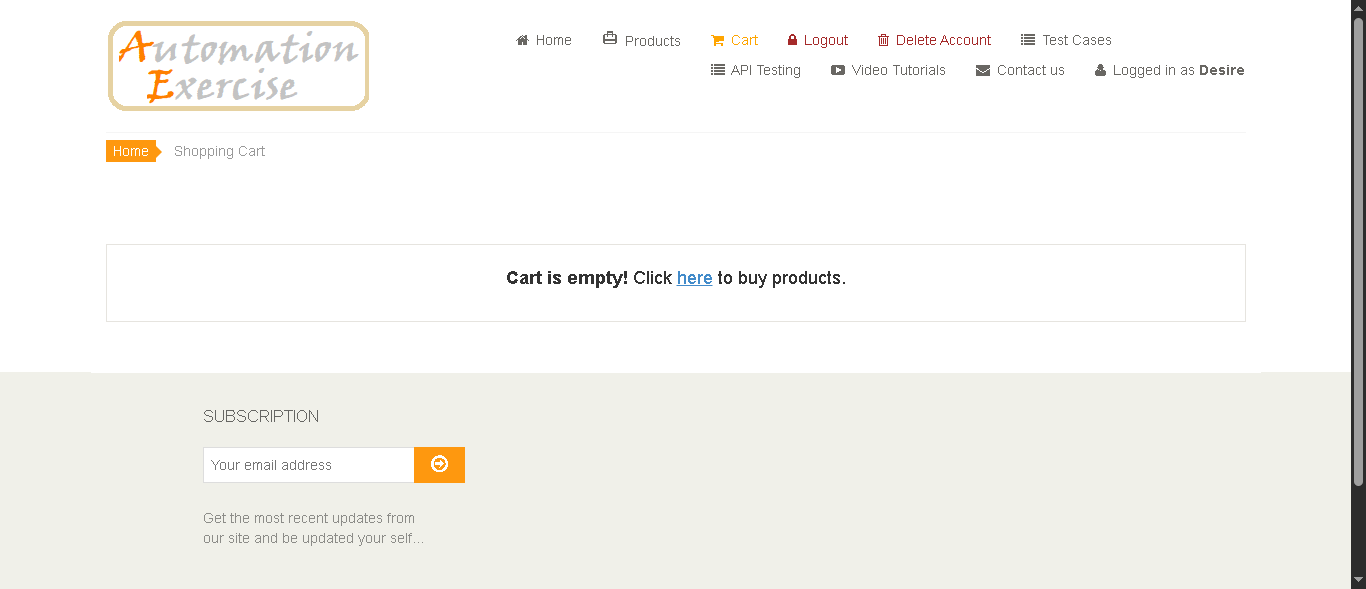 Automation
Exercise
Home Products Cart Logout Delete Account Test Cases
API Testing Video Tutorials Contact us Logged in as Desire
Home Shopping Cart
Cart is empty! Click here to buy products.
SUBSCRIPTION
Your email address
Get the most recent updates from
our site and be updated your self...